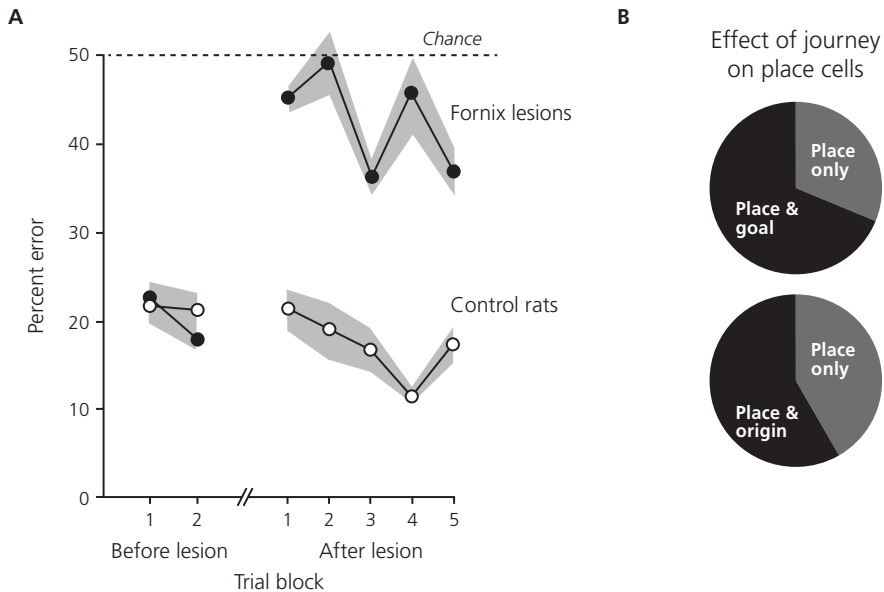 A
50
40
30
20
10
0
Percent error
Chance
Fornix lesions
Control rats
1 2 1 2 3 4 5
Before lesion After lesion
Trial block
B
Effect of journey
on place cells
Place
only
Place &
goal
Place
only
Place &
origin